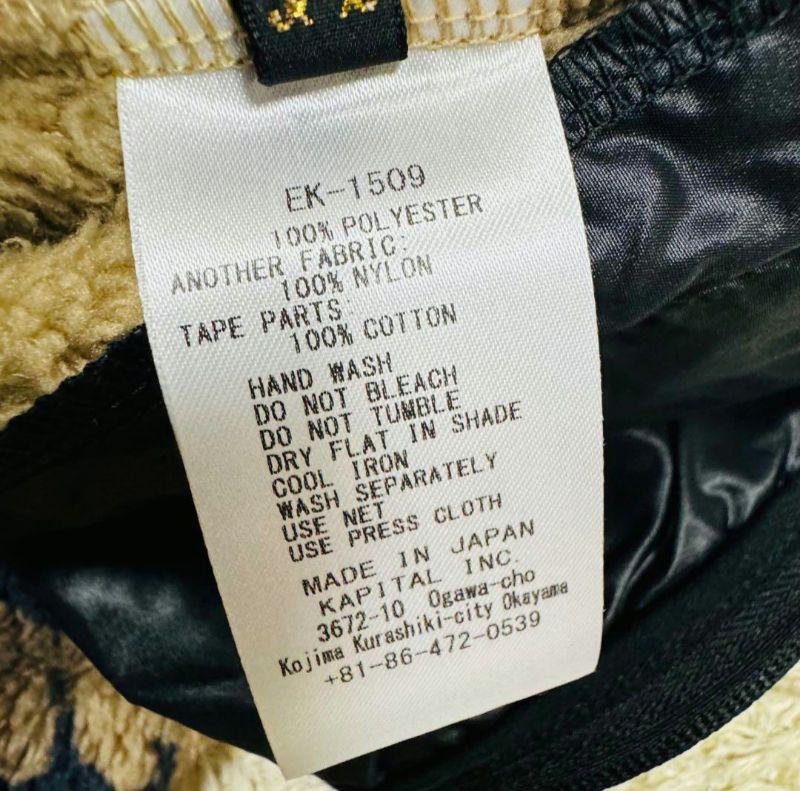 EK-1509
100% POLYESTER
ANOTHER FABRIC:
100% NYLON
TAPE PARTS:
100% COTTON
HAND WASH
DO NOT BLEACH
DO NOT TUMBLE
DRY FLAT IN SHADE
COOL IRON
WASH SEPARATELY
USE NET
USE PRESS CLOTH
MADE IN JAPAN
KAPITAL INC.
3672-10 Ogawa-cho
Kojima Kurashiki-city Okayama
+81-86-472-0539